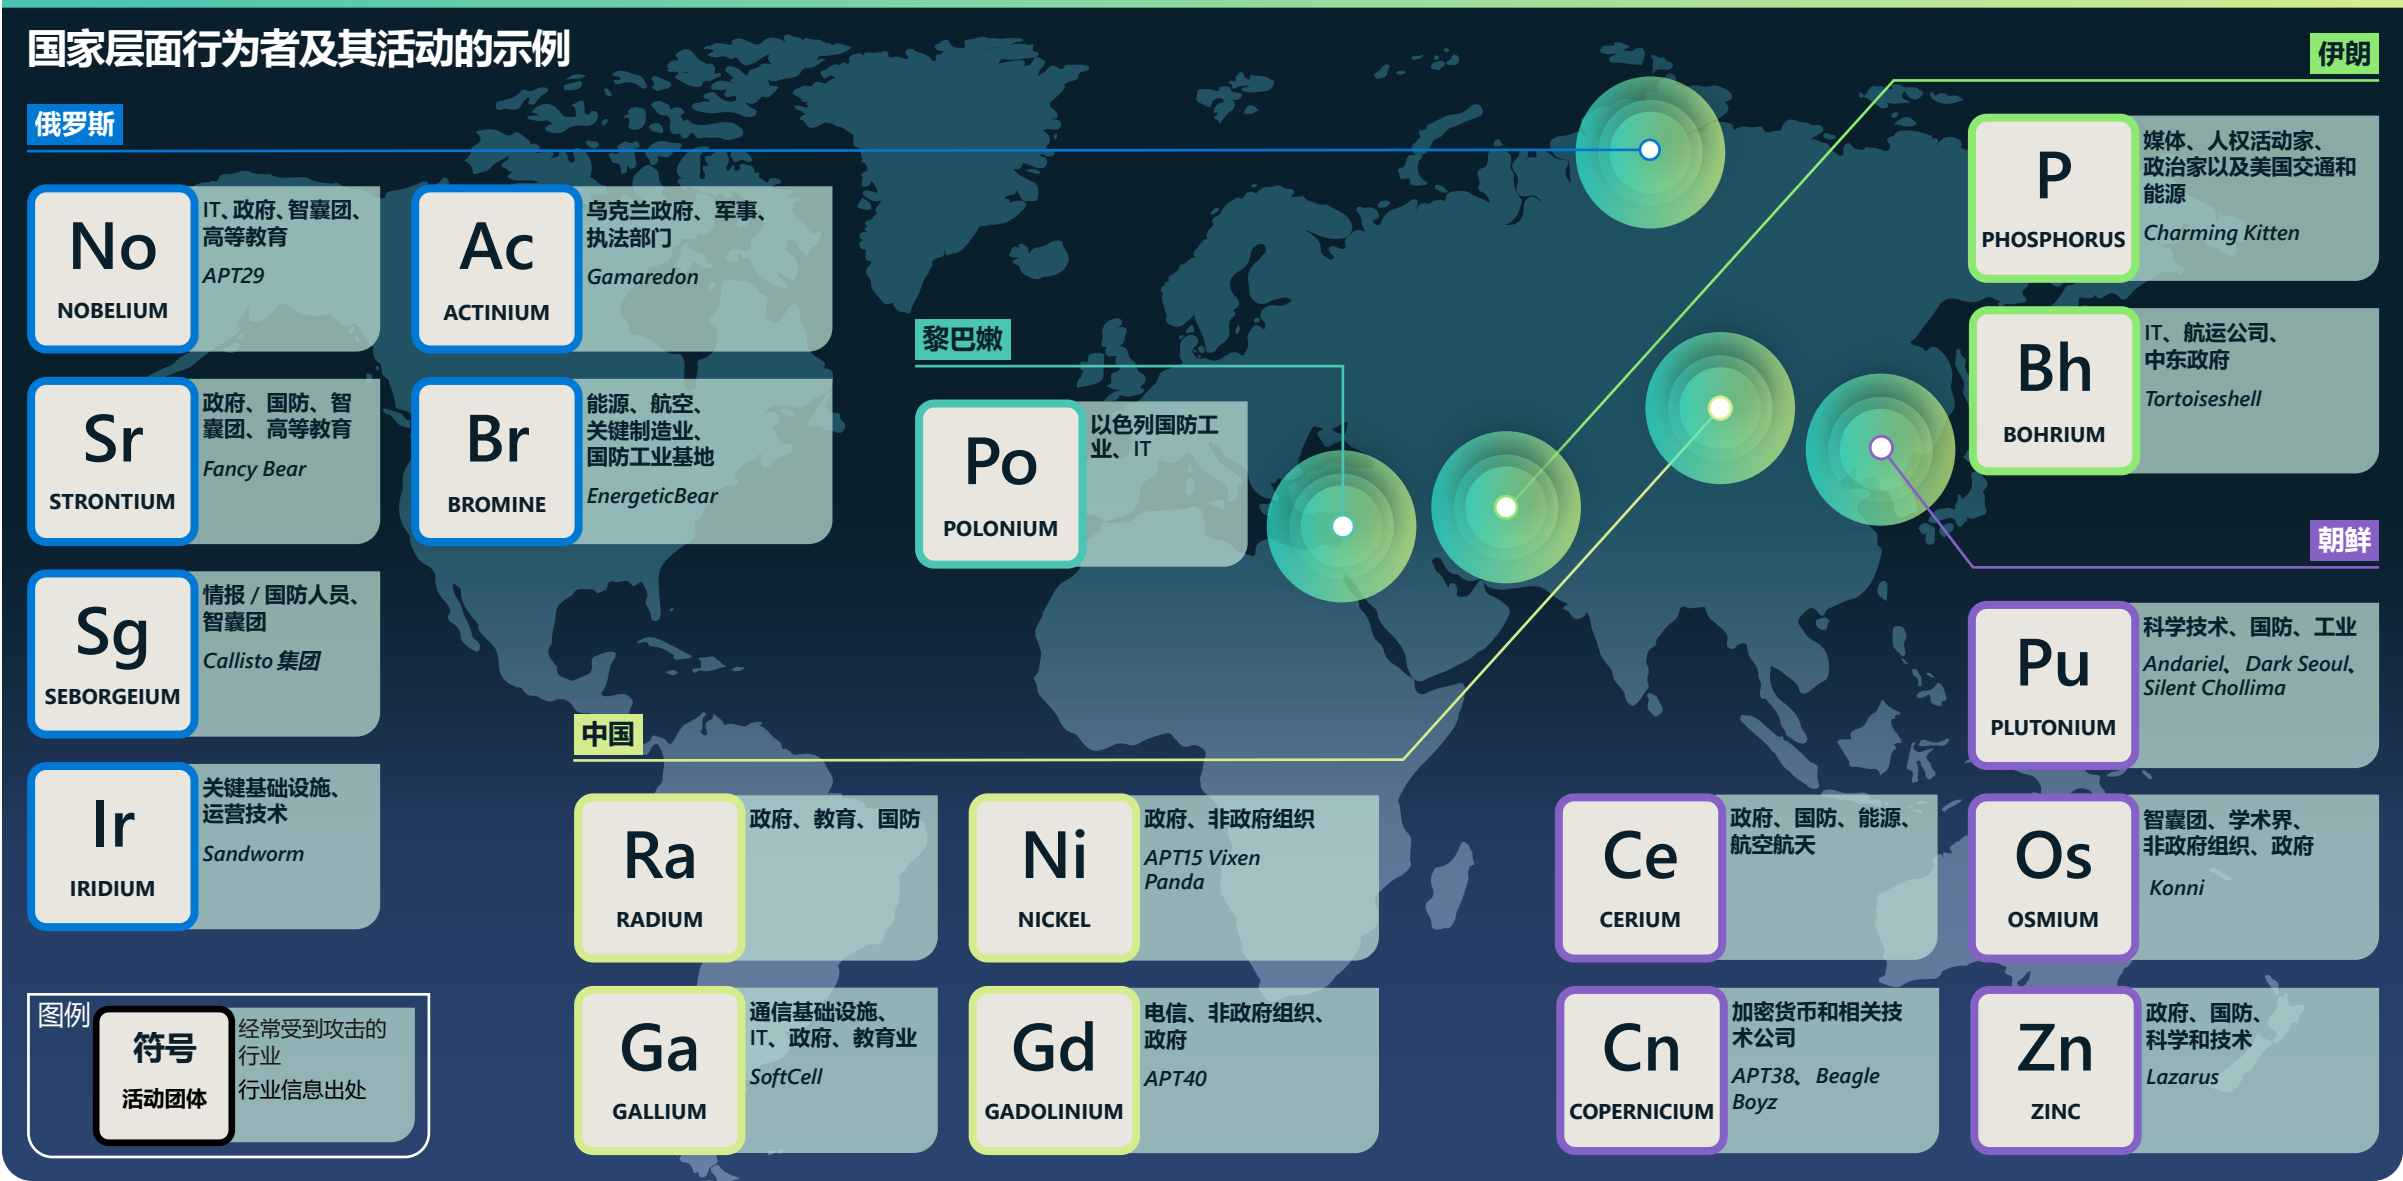 国家层面行为者及其活动的示例
俄罗斯
No
NOBELIUM
IT、政府、智囊团、
高等教育
APT29
Ac
ACTINIUM
乌克兰政府、军事、
执法部门
Gamaredon
Sr
STRONTIUM
政府、国防、智
囊团、高等教育
Fancy Bear
Br
BROMINE
能源、航空、
关键制造业、
国防工业基地
EnergeticBear
Sg
SEBORGEIUM
情报 / 国防人员、
智囊团
Callisto 集团
Ir
IRIDIUM
关键基础设施、
运营技术
Sandworm
黎巴嫩
Po
POLONIUM
以色列国防工
业、IT
伊朗
P
PHOSPHORUS
媒体、人权活动家、
政治家以及美国交通和
能源
Charming Kitten
Bh
BOHRIUM
IT、航运公司、
中东政府
Tortoiseshell
中国
Ra
RADIUM
政府、教育、国防
Ni
NICKEL
政府、非政府组织
APT15 Vixen
Panda
Ga
GALLIUM
通信基础设施、
IT、政府、教育业
SoftCell
Gd
GADOLINIUM
电信、非政府组织、
政府
APT40
朝鲜
Pu
PLUTONIUM
科学技术、国防、工业
Andariel、Dark Seoul、
Silent Chollima
Ce
CERIUM
政府、国防、能源、
航空航天
Os
OSMIUM
智囊团、学术界、
非政府组织、政府
Konni
Cn
COPERNICIUM
加密货币和相关技
术公司
APT38、Beagle
Boyz
Zn
ZINC
政府、国防、
科学和技术
Lazarus
图例
符号
活动团体
经常受到攻击的
行业
行业信息出处